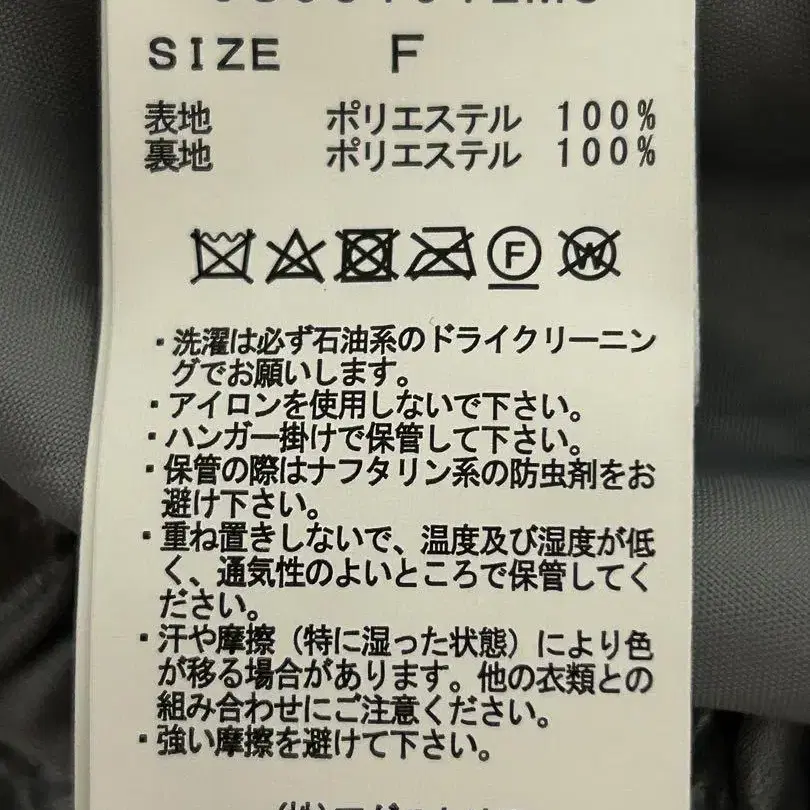 SIZE F
表地 ポリエステル 100%
裏地 ポリエステル 100%
F W
・洗濯は必ず石油系のドライクリーニン
グでお願いします。
・アイロンを使用しないで下さい。
・ハンガー掛けで保管して下さい。
・保管の際はナフタリン系の防虫剤をお
避け下さい。
・重ね置きしないで、温度及び湿度が低
く、通気性のよいところで保管してく
ださい。
・汗や摩擦（特に湿った状態）により色
が移る場合があります。他の衣類との
組み合わせにご注意ください。
・強い摩擦を避けて下さい。